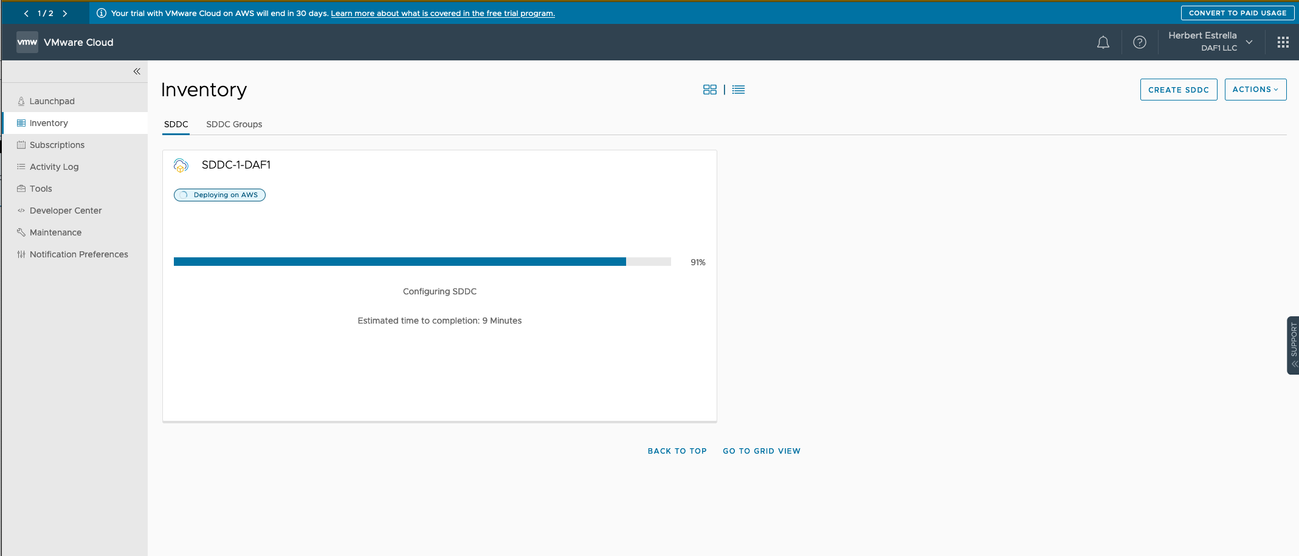 1 / 2
Your trial with VMware Cloud on AWS will end in 30 days. Learn more about what is covered in the free trial program.
CONVERT TO PAID USAGE
vmw VMware Cloud
Herbert Estrella
DAF1 LLC
Launchpad
Inventory
Subscriptions
Activity Log
Tools
Developer Center
Maintenance
Notification Preferences
Inventory
CREATE SDDC
ACTIONS
SDDC
SDDC Groups
SDDC-1-DAF1
Deploying on AWS
91%
Configuring SDDC
Estimated time to completion: 9 Minutes
BACK TO TOP
GO TO GRID VIEW
SUPPORT